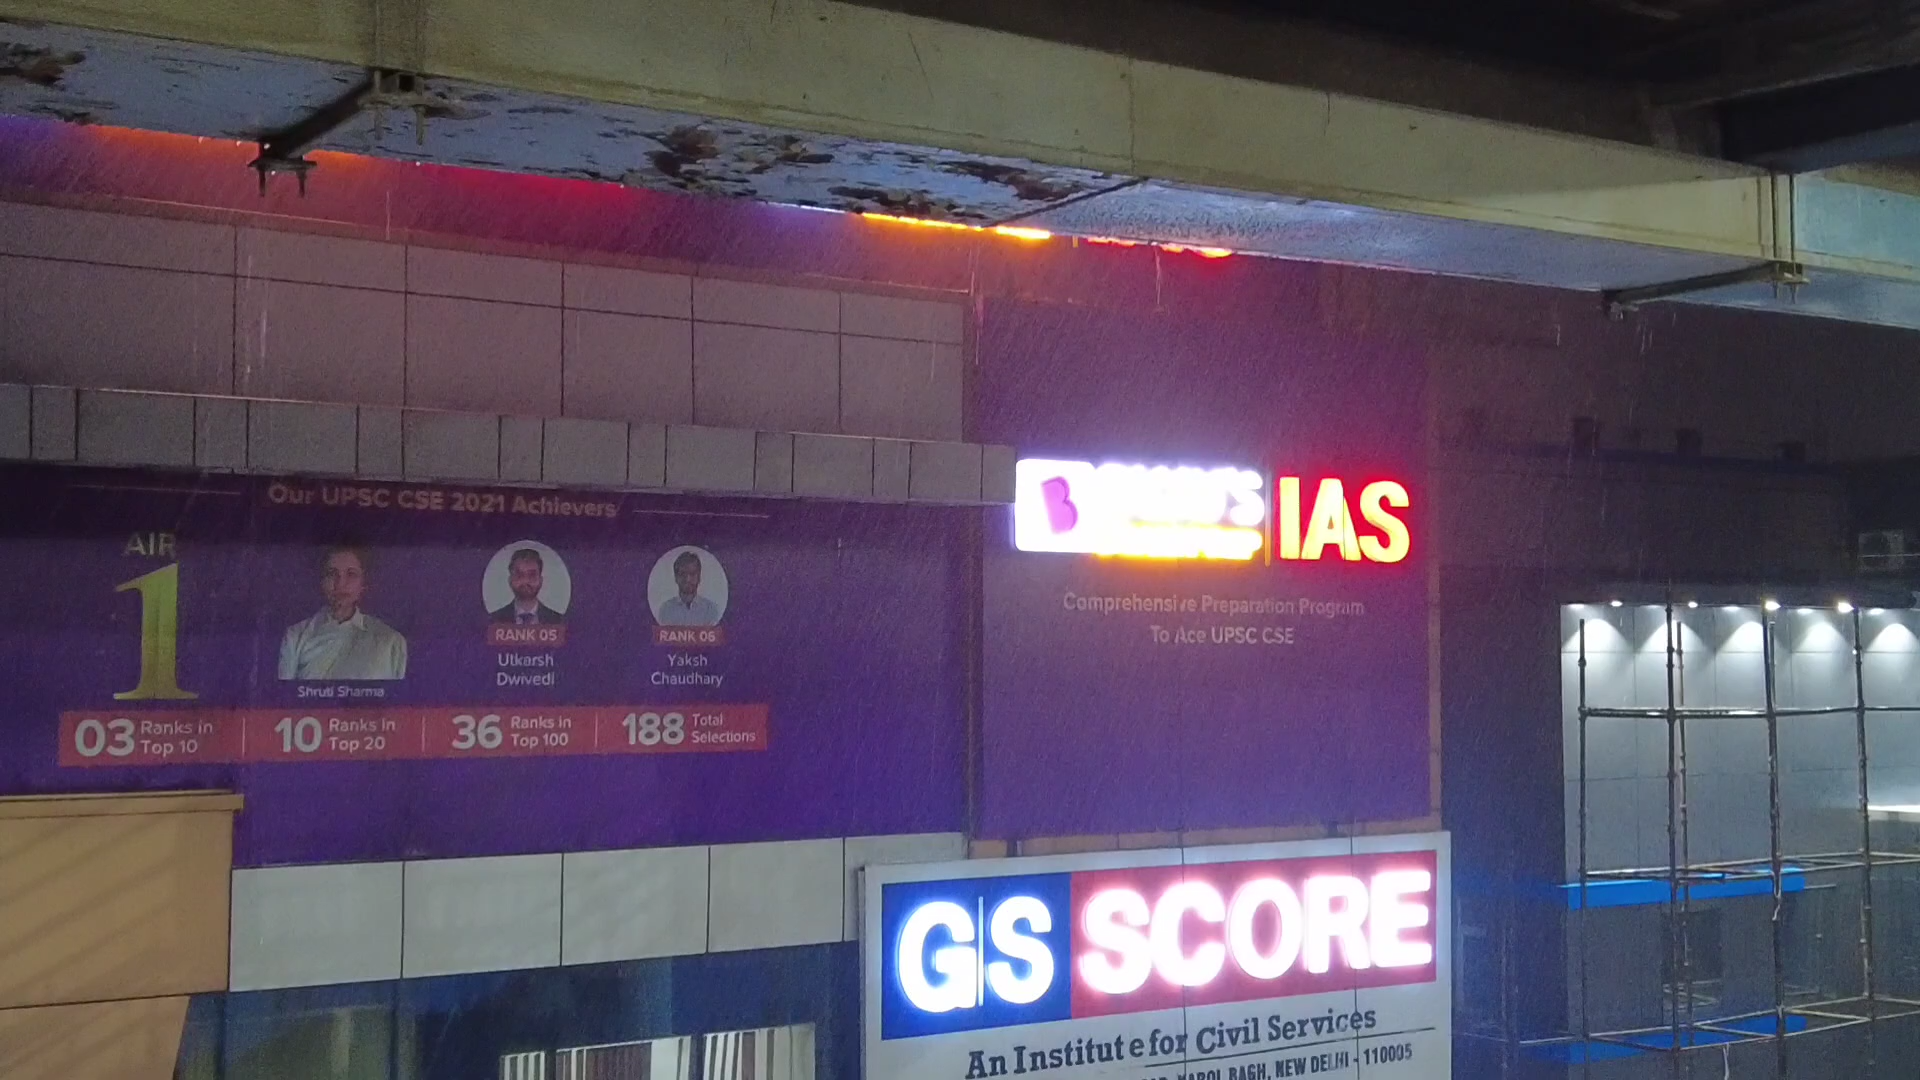 Our UPSC CSE 2021 Achievers
AIR
1
Shruti Sharma
RANK 05
Utkarsh
Dwivedi
RANK 06
Yaksh
Chaudhary
03 Ranks in Top 10
10 Ranks in Top 20
36 Ranks in Top 100
188 Total Selections
B
IAS
Comprehensive Preparation Program
To Ace UPSC CSE
GS SCORE
An Institute for Civil Services
KAROL BAGH, NEW DELHI - 110005